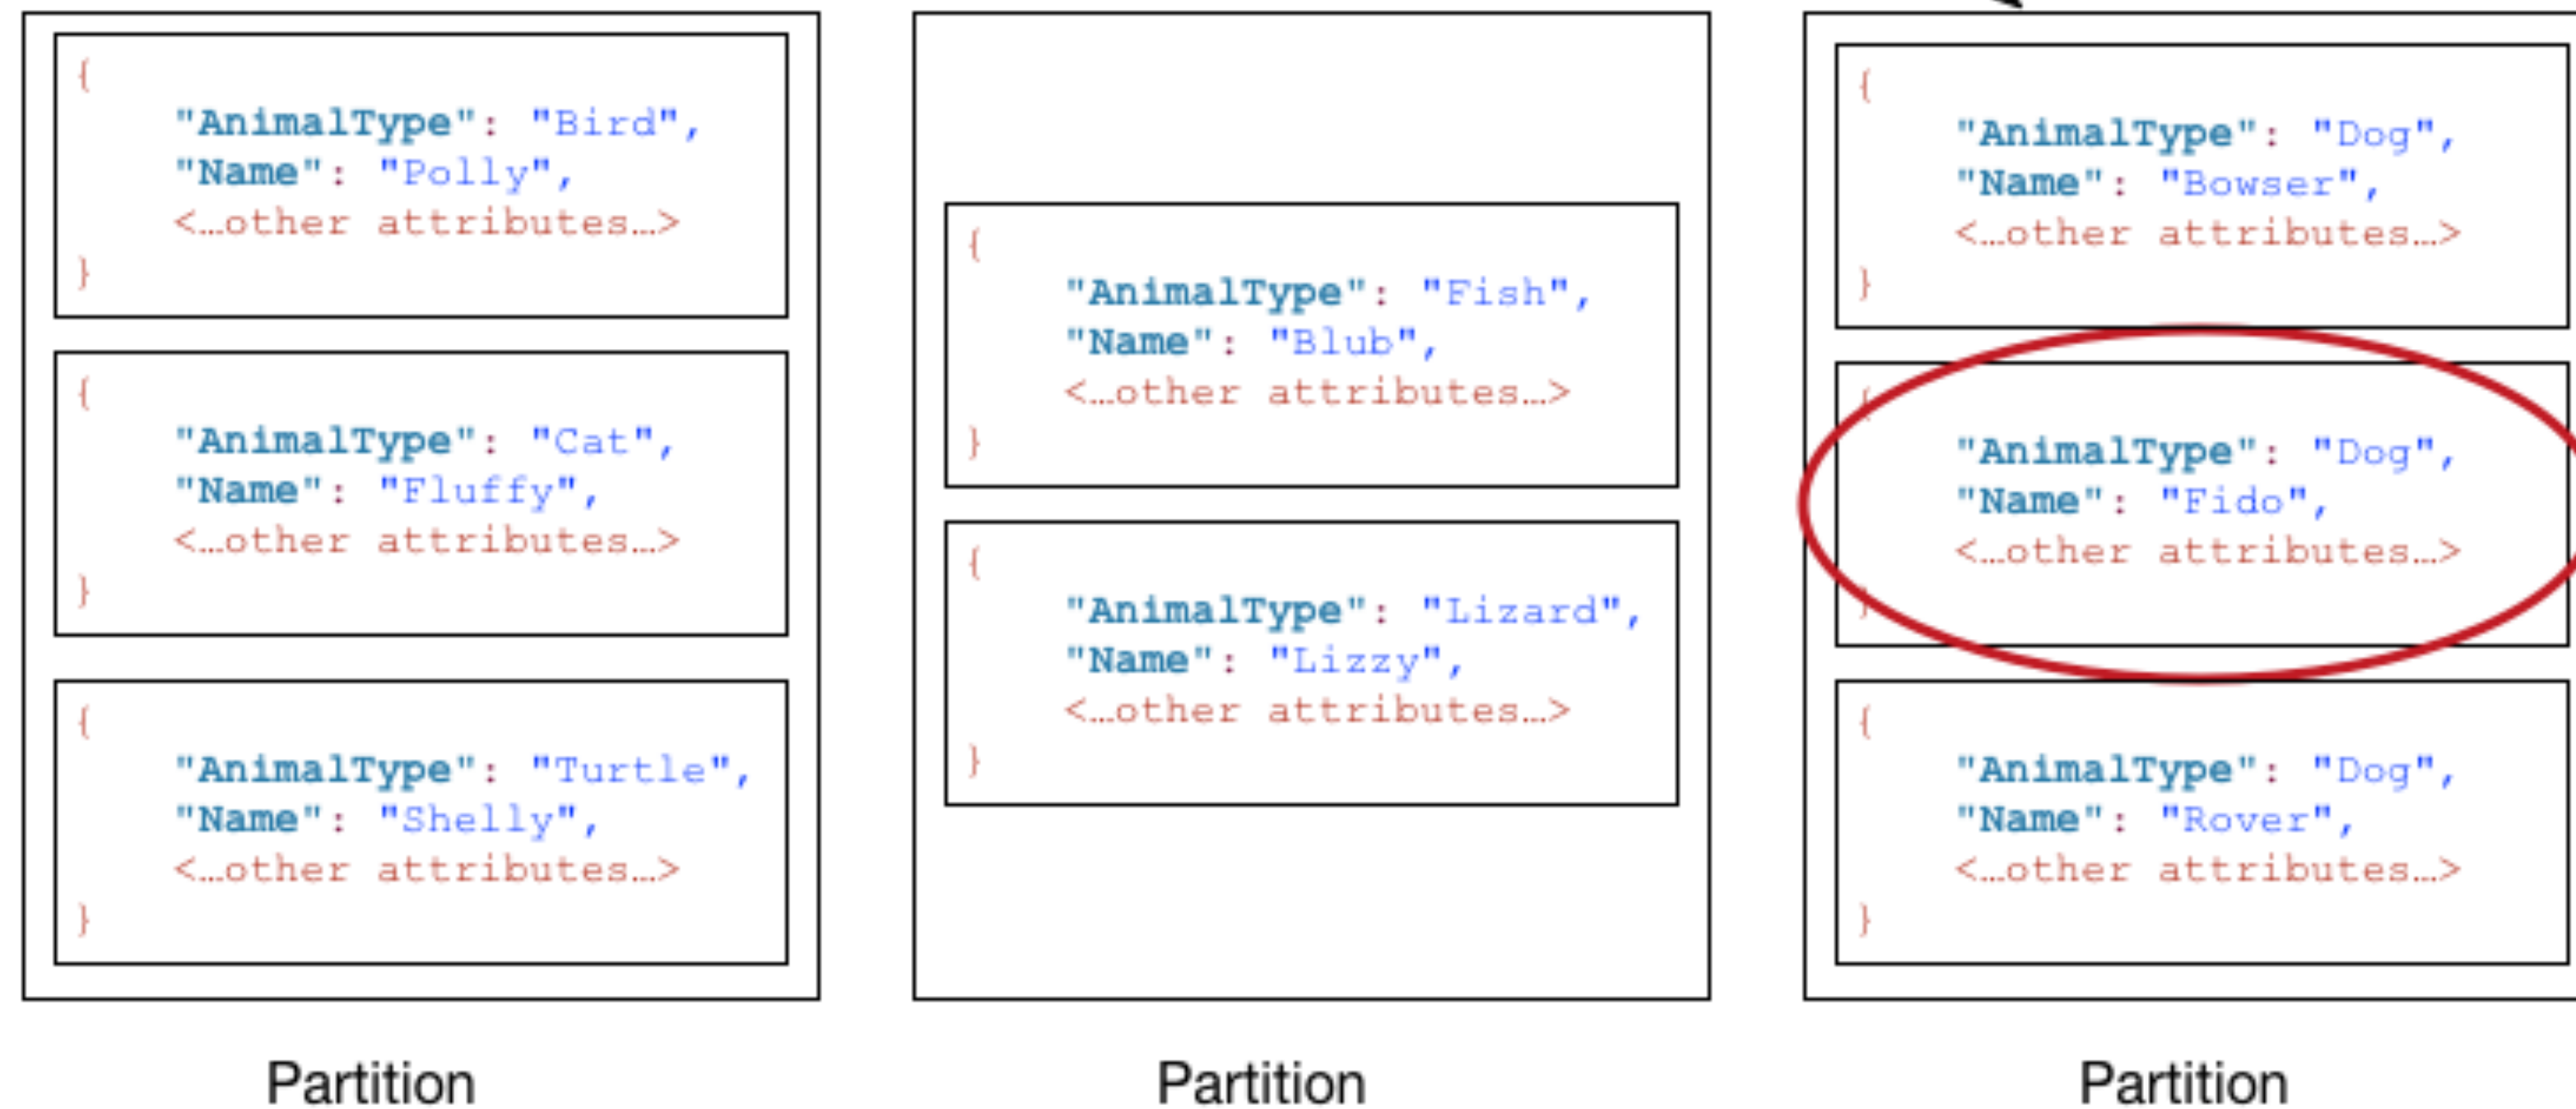 {
"AnimalType": "Bird",
"Name": "Polly",
<…other attributes…>
}
{
"AnimalType": "Cat",
"Name": "Fluffy",
<…other attributes…>
}
{
"AnimalType": "Turtle",
"Name": "Shelly",
<…other attributes…>
}
Partition
{
"AnimalType": "Fish",
"Name": "Blub",
<…other attributes…>
}
{
"AnimalType": "Lizard",
"Name": "Lizzy",
<…other attributes…>
}
Partition
{
"AnimalType": "Dog",
"Name": "Bowser",
<…other attributes…>
}
{
"AnimalType": "Dog",
"Name": "Fido",
<…other attributes…>
}
{
"AnimalType": "Dog",
"Name": "Rover",
<…other attributes…>
}
Partition